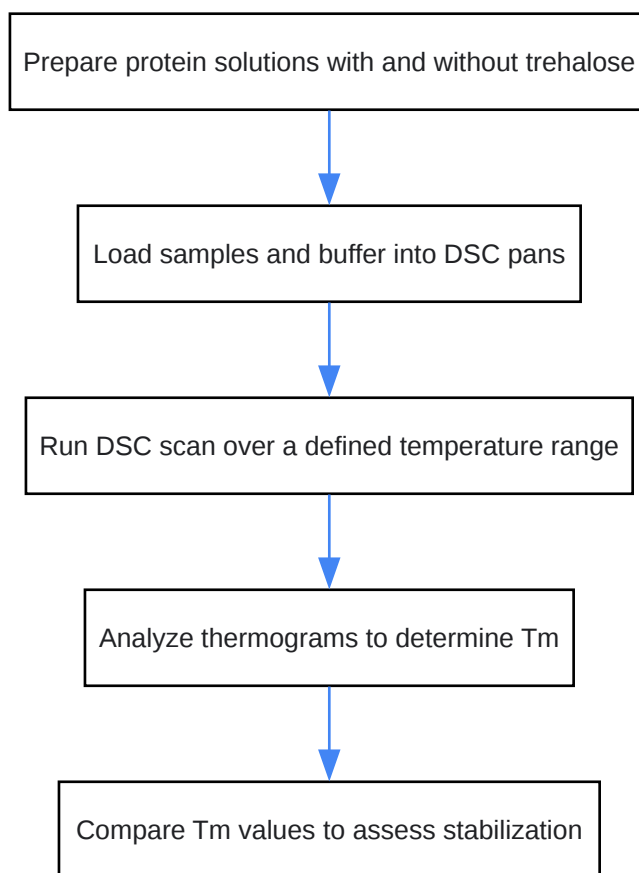 Prepare protein solutions with and without trehalose
Load samples and buffer into DSC pans
Run DSC scan over a defined temperature range
Analyze thermograms to determine Tm
Compare Tm values to assess stabilization